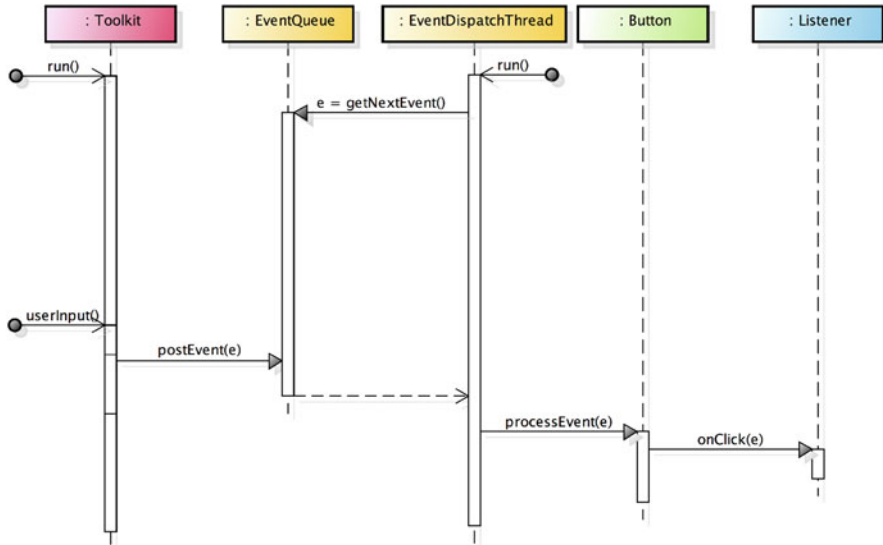 : Toolkit
: EventQueue
: EventDispatchThread
: Button
: Listener
run()
run()
e = getNextEvent()
userInput()
postEvent(e)
processEvent(e)
onClick(e)